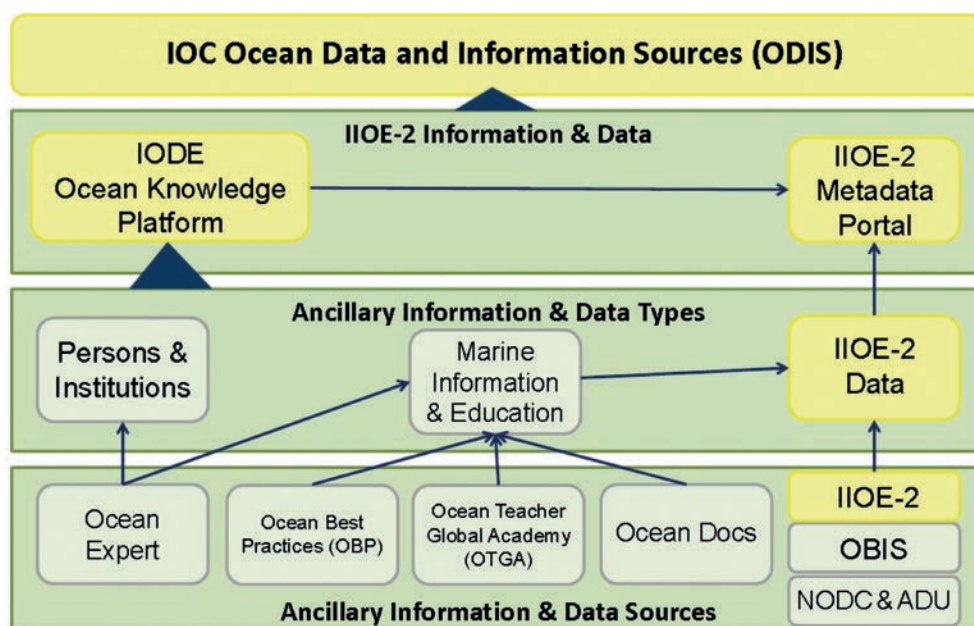 IOC Ocean Data and Information Sources (ODIS)
IIOE-2 Information & Data
IODE
Ocean Knowledge
Platform
IIOE-2
Metadata
Portal
Ancillary Information & Data Types
Persons &
Institutions
Marine
Information
& Education
IIOE-2
Data
Ocean
Expert
Ocean Best
Practices (OBP)
Ocean Teacher
Global Academy
(OTGA)
Ocean Docs
IIOE-2
OBIS
NODC & ADU
Ancillary Information & Data Sources